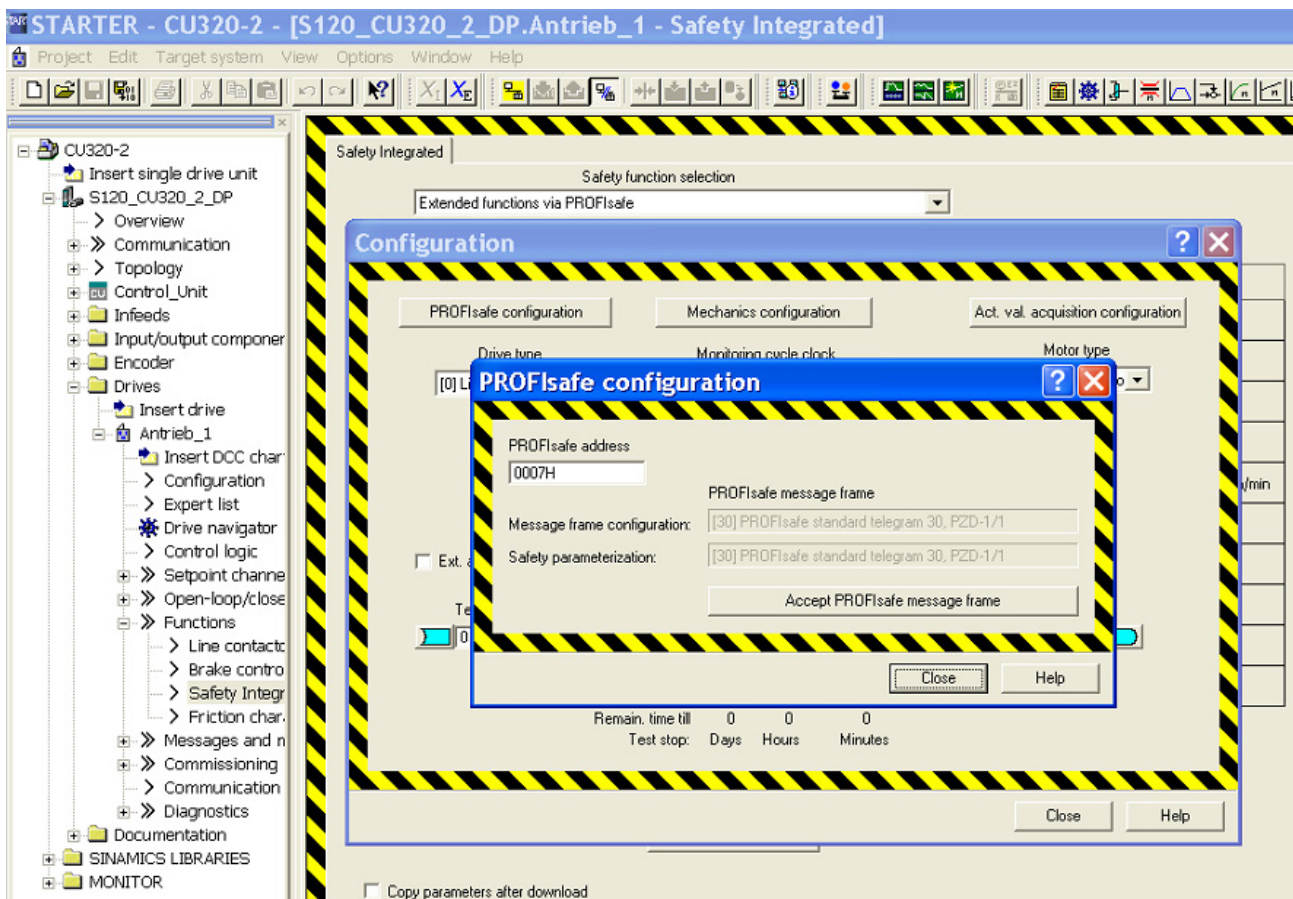 STARTER - CU320-2 - [S120_CU320_2_DP.Antrieb_1 - Safety Integrated]
Project Edit Target system View Options Window Help
CU320-2
Insert single drive unit
S120_CU320_2_DP
Overview
Communication
Topology
Control_Unit
Infeeds
Input/output componer
Encoder
Drives
Insert drive
Antrieb_1
Insert DCC char
Configuration
Expert list
Drive navigator
Control logic
Setpoint channe
Open-loop/close
Functions
Line contacto
Brake contro
Safety Integr
Friction char
Messages and n
Commissioning
Communication
Diagnostics
Documentation
SINAMICS LIBRARIES
MONITOR
Safety Integrated
Safety function selection
Extended functions via PROFIsafe
Configuration
PROFIsafe configuration Mechanics configuration Act. val. acquisition configuration
Drive type Monitoring cycle clock Motor type
[0] Li
o
/min
PROFIsafe configuration
PROFIsafe address
0007H
PROFIsafe message frame
Message frame configuration: [30] PROFIsafe standard telegram 30, PZD-1/1
Safety parameterization: [30] PROFIsafe standard telegram 30, PZD-1/1
Accept PROFIsafe message frame
Close Help
Ext. a
Te
0
Remain. time till 0 0 0
Test stop: Days Hours Minutes
Close Help
Copy parameters after download